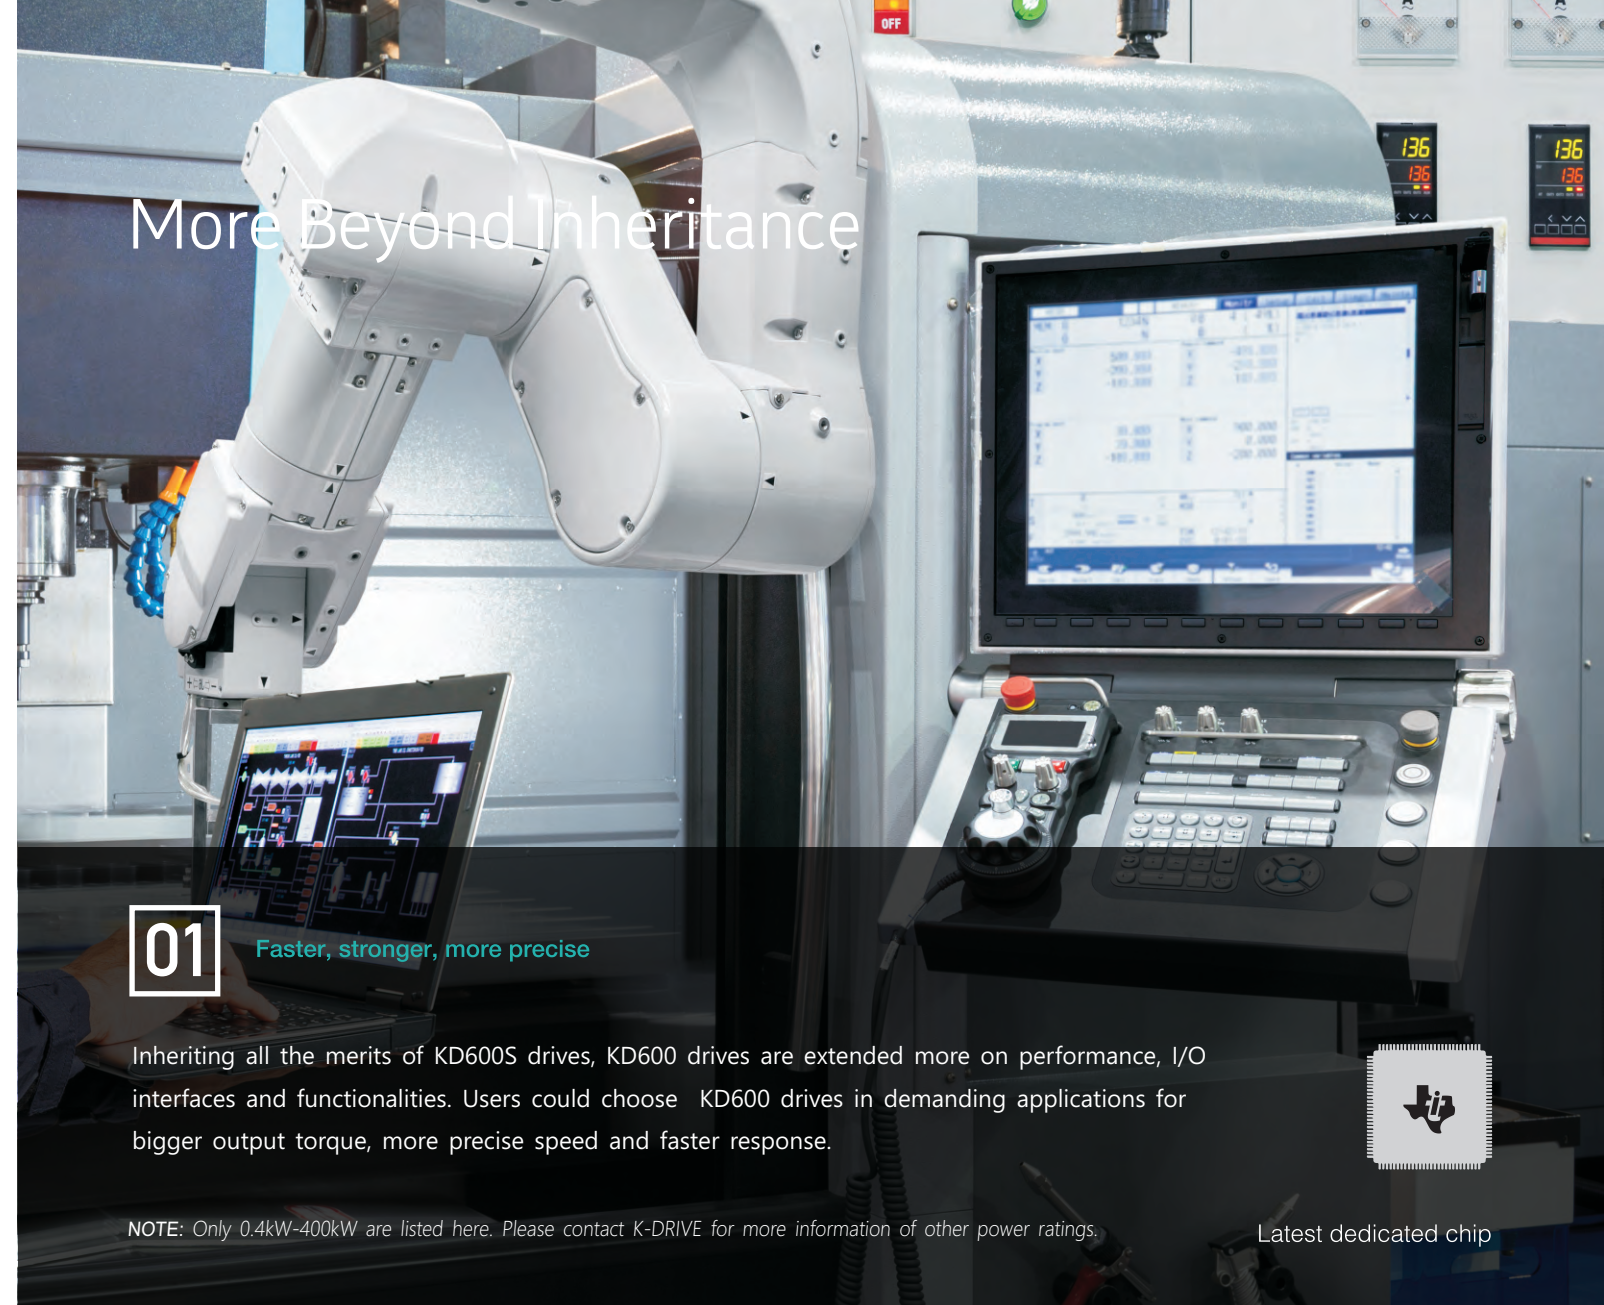 OFF
A
A
136
136
136
136
More Beyond Inheritance
Monitr
X
Y
Z
X
Y
Z
01
Faster, stronger, more precise
Inheriting all the merits of KD600S drives, KD600 drives are extended more on performance, I/O
interfaces and functionalities. Users could choose KD600 drives in demanding applications for
bigger output torque, more precise speed and faster response.
NOTE: Only 0.4kW-400kW are listed here. Please contact K-DRIVE for more information of other power ratings.
Latest dedicated chip